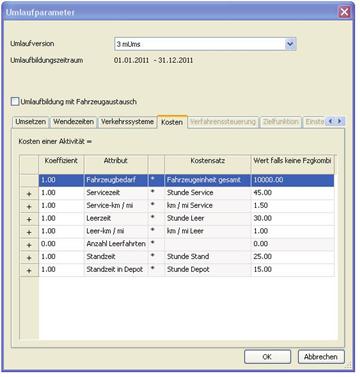 Umlaufparameter
Umlaufversion 3 mUms
Umlaufbildungszeitraum 01.01.2011 - 31.12.2011
Umlaufbildung mit Fahrzeugaustausch
Umsetzen Wendezeiten Verkehrssysteme Kosten Verfahrenssteuerung Zielfunktion Einste
Kosten einer Aktivität =
Koeffizient Attribut Kostensatz Wert falls keine Fzgkombi
1.00 Fahrzeugbedarf * Fahrzeugeinheit gesamt 10000.00
+ 1.00 Servicezeit * Stunde Service 45.00
+ 1.00 Service-km / mi * km / mi Service 1.50
+ 1.00 Leerzeit * Stunde Leer 30.00
+ 1.00 Leer-km / mi * km / mi Leer 1.00
+ 0.00 Anzahl Leerfahrten * 0.00
+ 1.00 Standzeit * Stunde Stand 25.00
+ 1.00 Standzeit in Depot * Stunde Depot 15.00
OK Abbrechen